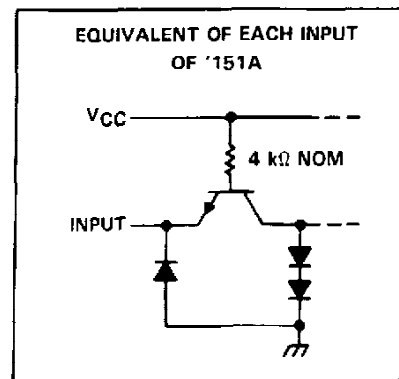 EQUIVALENT OF EACH INPUT
OF '151A
VCC
4 kΩ NOM
INPUT